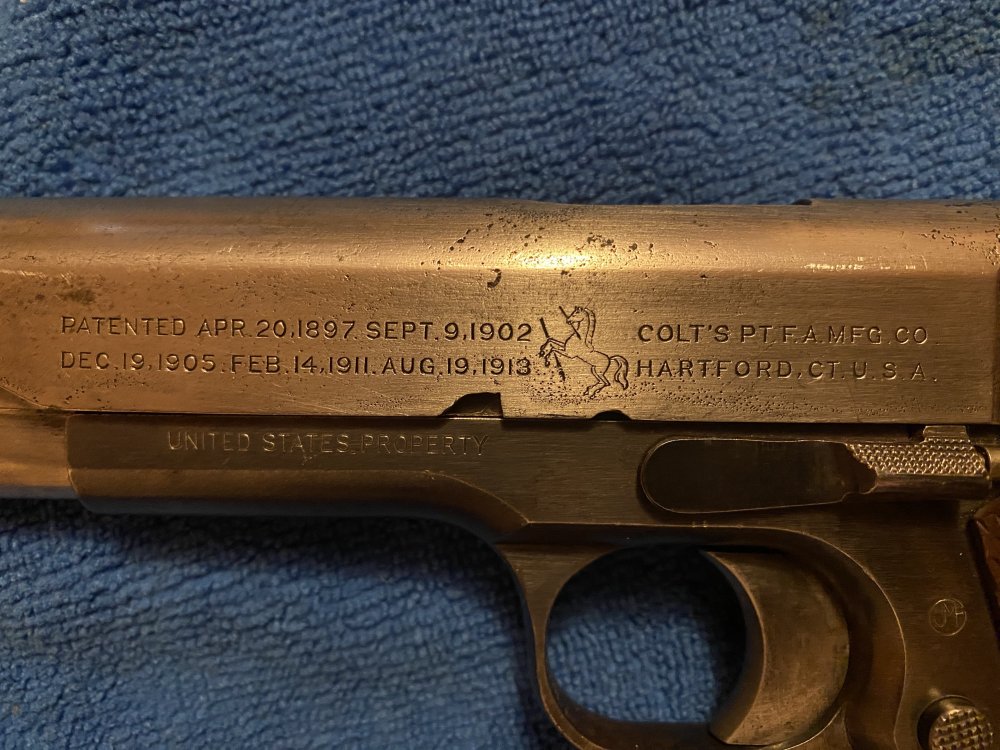 PATENTED APR.20,1897. SEPT.9,1902
DEC.19,1905. FEB.14,1911. AUG.19,1913.
COLT'S PT. F. A. MFG. CO.
HARTFORD, CT. U. S. A.
UNITED STATES PROPERTY